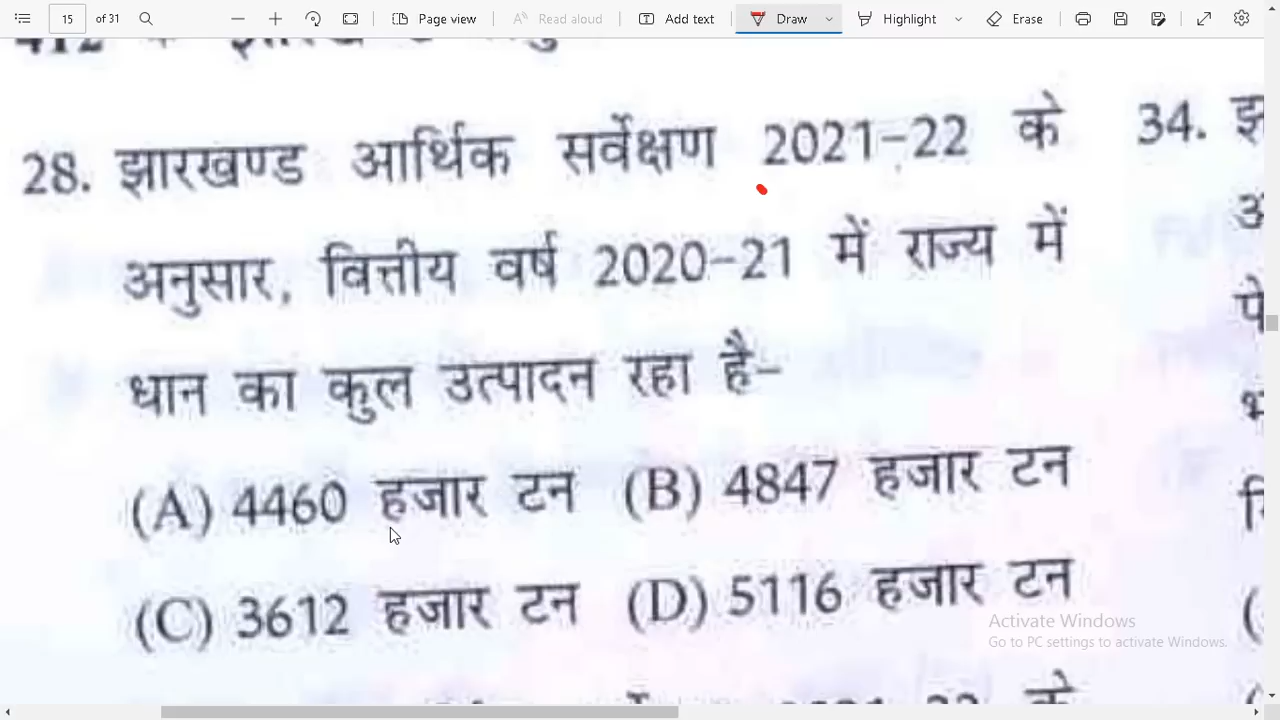 15 of 31 Page view Read aloud Add text Draw Highlight Erase
28. झारखण्ड आर्थिक सर्वेक्षण 2021-22 के 34.
अनुसार, वित्तीय वर्ष 2020-21 में राज्य में
धान का कुल उत्पादन रहा है-
(A) 4460 हजार टन (B) 4847 हजार टन
(C) 3612 हजार टन (D) 5116 हजार टन
Activate Windows
Go to PC settings to activate Windows.